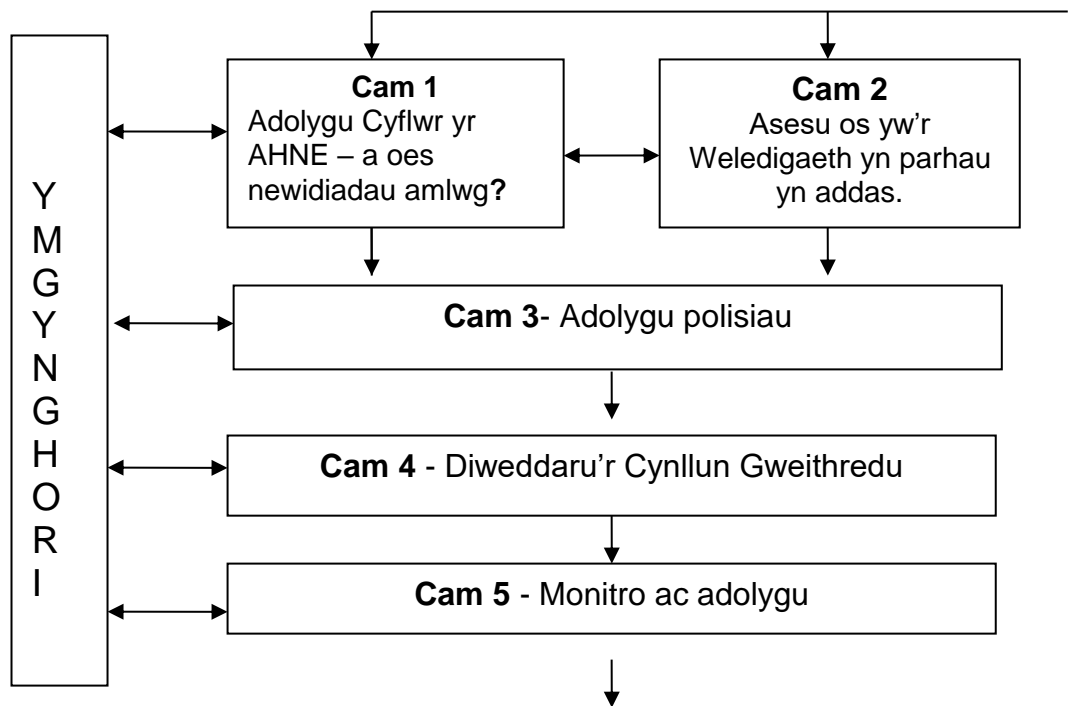 YMGYNGHORI
Cam 1
Adolygu Cyflwr yr
AHNE – a oes
newidiadau amlwg?
Cam 2
Asesu os yw'r
Weledigaeth yn parhau
yn addas.
Cam 3- Adolygu polisiau
Cam 4 - Diweddaru'r Cynllun Gweithredu
Cam 5 - Monitro ac adolygu